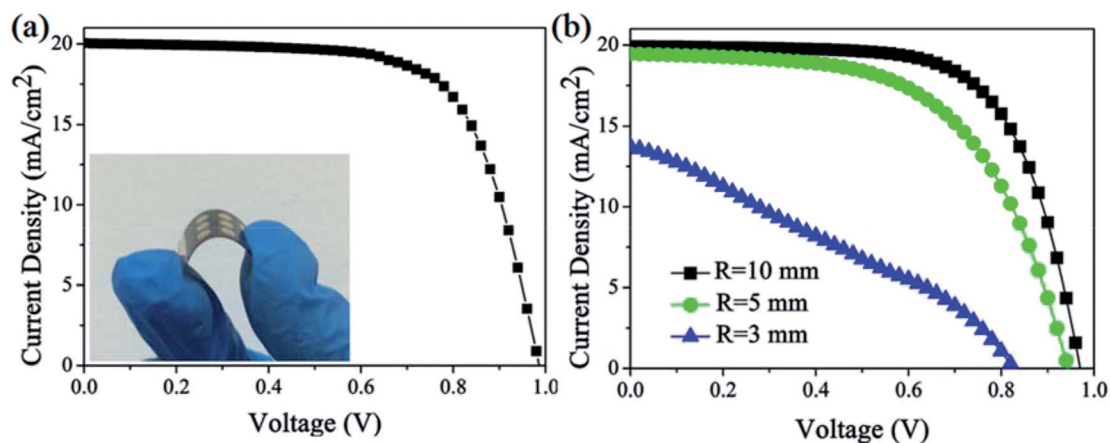 (a)
20
15
10
5
0
Current Density (mA/cm²)
0.0 0.2 0.4 0.6 0.8 1.0
Voltage (V)
(b)
20
15
10
5
0
Current Density (mA/cm²)
R=10 mm
R=5 mm
R=3 mm
0.0 0.2 0.4 0.6 0.8 1.0
Voltage (V)